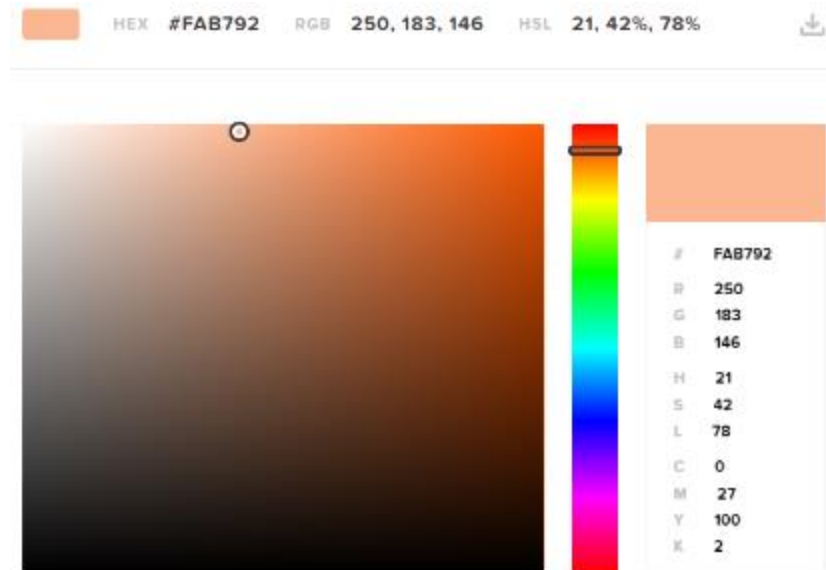 HEX #FAB792 RGB 250, 183, 146 HSL 21, 42%, 78%
# FAB792
R 250
G 183
B 146
H 21
S 42
L 78
C 0
M 27
Y 100
K 2